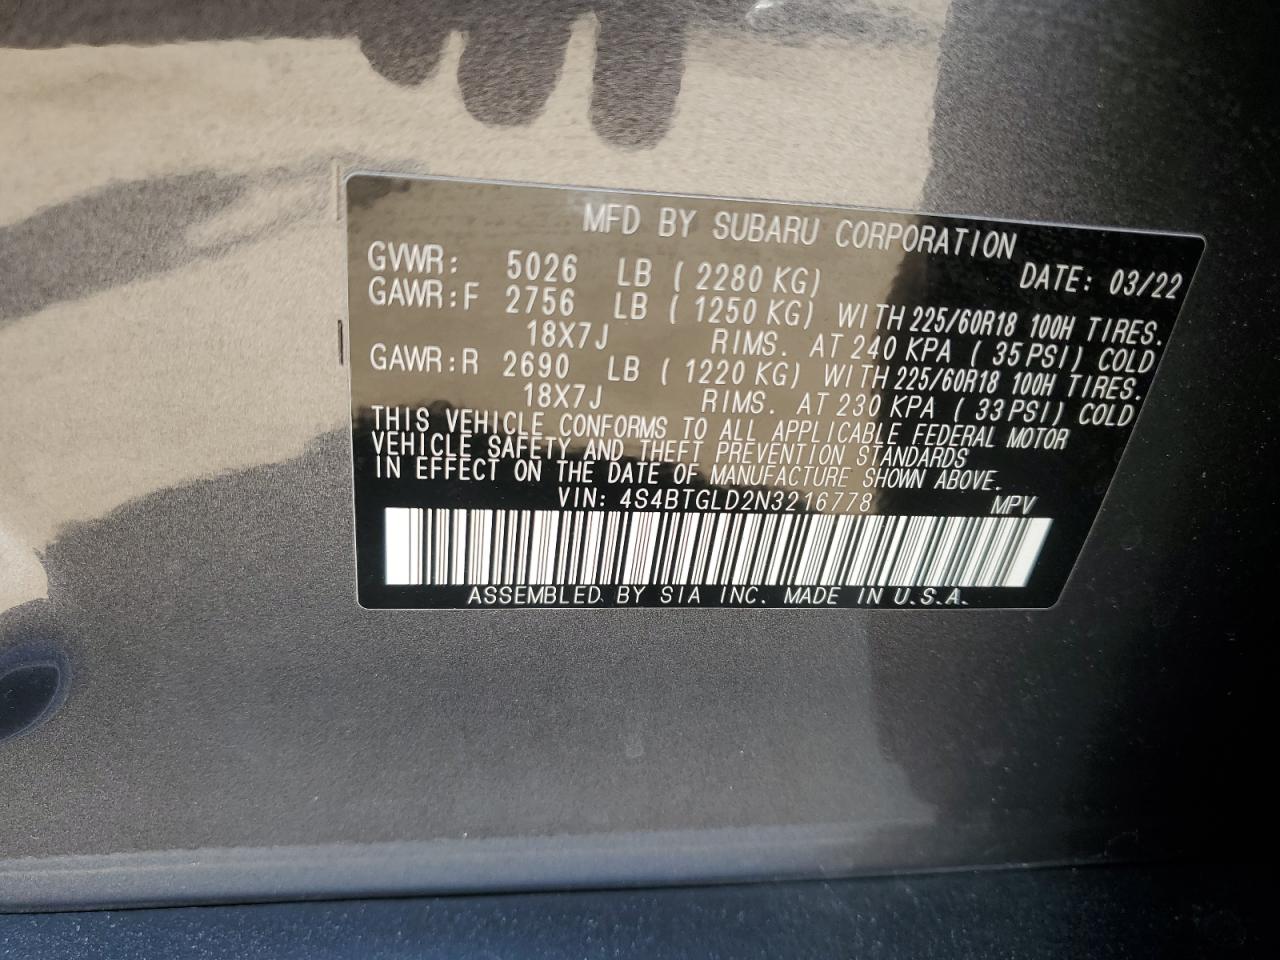 MFD BY SUBARU CORPORATION
GVWR: 5026 LB ( 2280 KG) DATE: 03/22
GAWR:F 2756 LB ( 1250 KG) WITH 225/60R18 100H TIRES.
18X7J RIMS. AT 240 KPA ( 35 PSI) COLD
GAWR:R 2690 LB ( 1220 KG) WITH 225/60R18 100H TIRES.
18X7J RIMS. AT 230 KPA ( 33 PSI) COLD
THIS VEHICLE CONFORMS TO ALL APPLICABLE FEDERAL MOTOR
VEHICLE SAFETY AND THEFT PREVENTION STANDARDS
IN EFFECT ON THE DATE OF MANUFACTURE SHOWN ABOVE.
VIN: 4S4BTGLD2N3216778 MPV
ASSEMBLED BY SIA INC. MADE IN U.S.A.